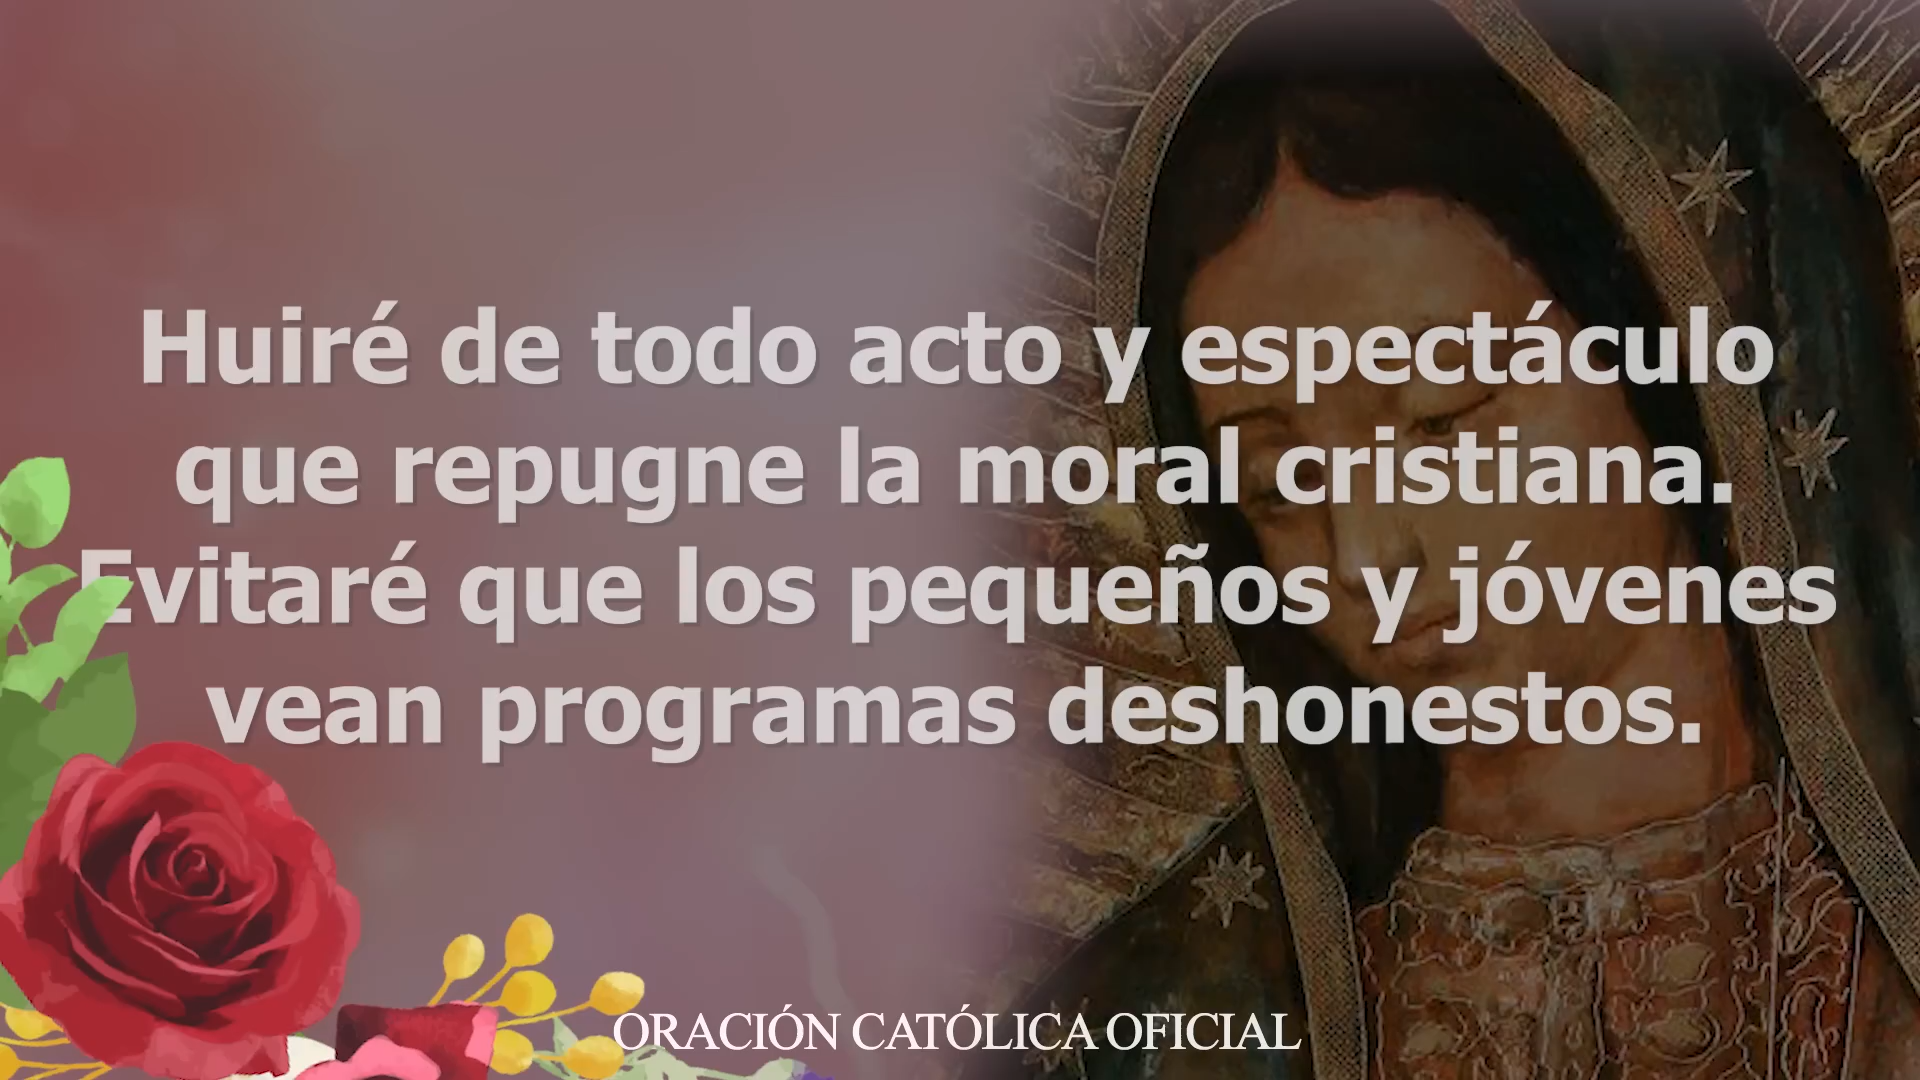 Huiré de todo acto y espectáculo
que repugne la moral cristiana.
Evitaré que los pequeños y jóvenes
vean programas deshonestos.
ORACIÓN CATÓLICA OFICIAL